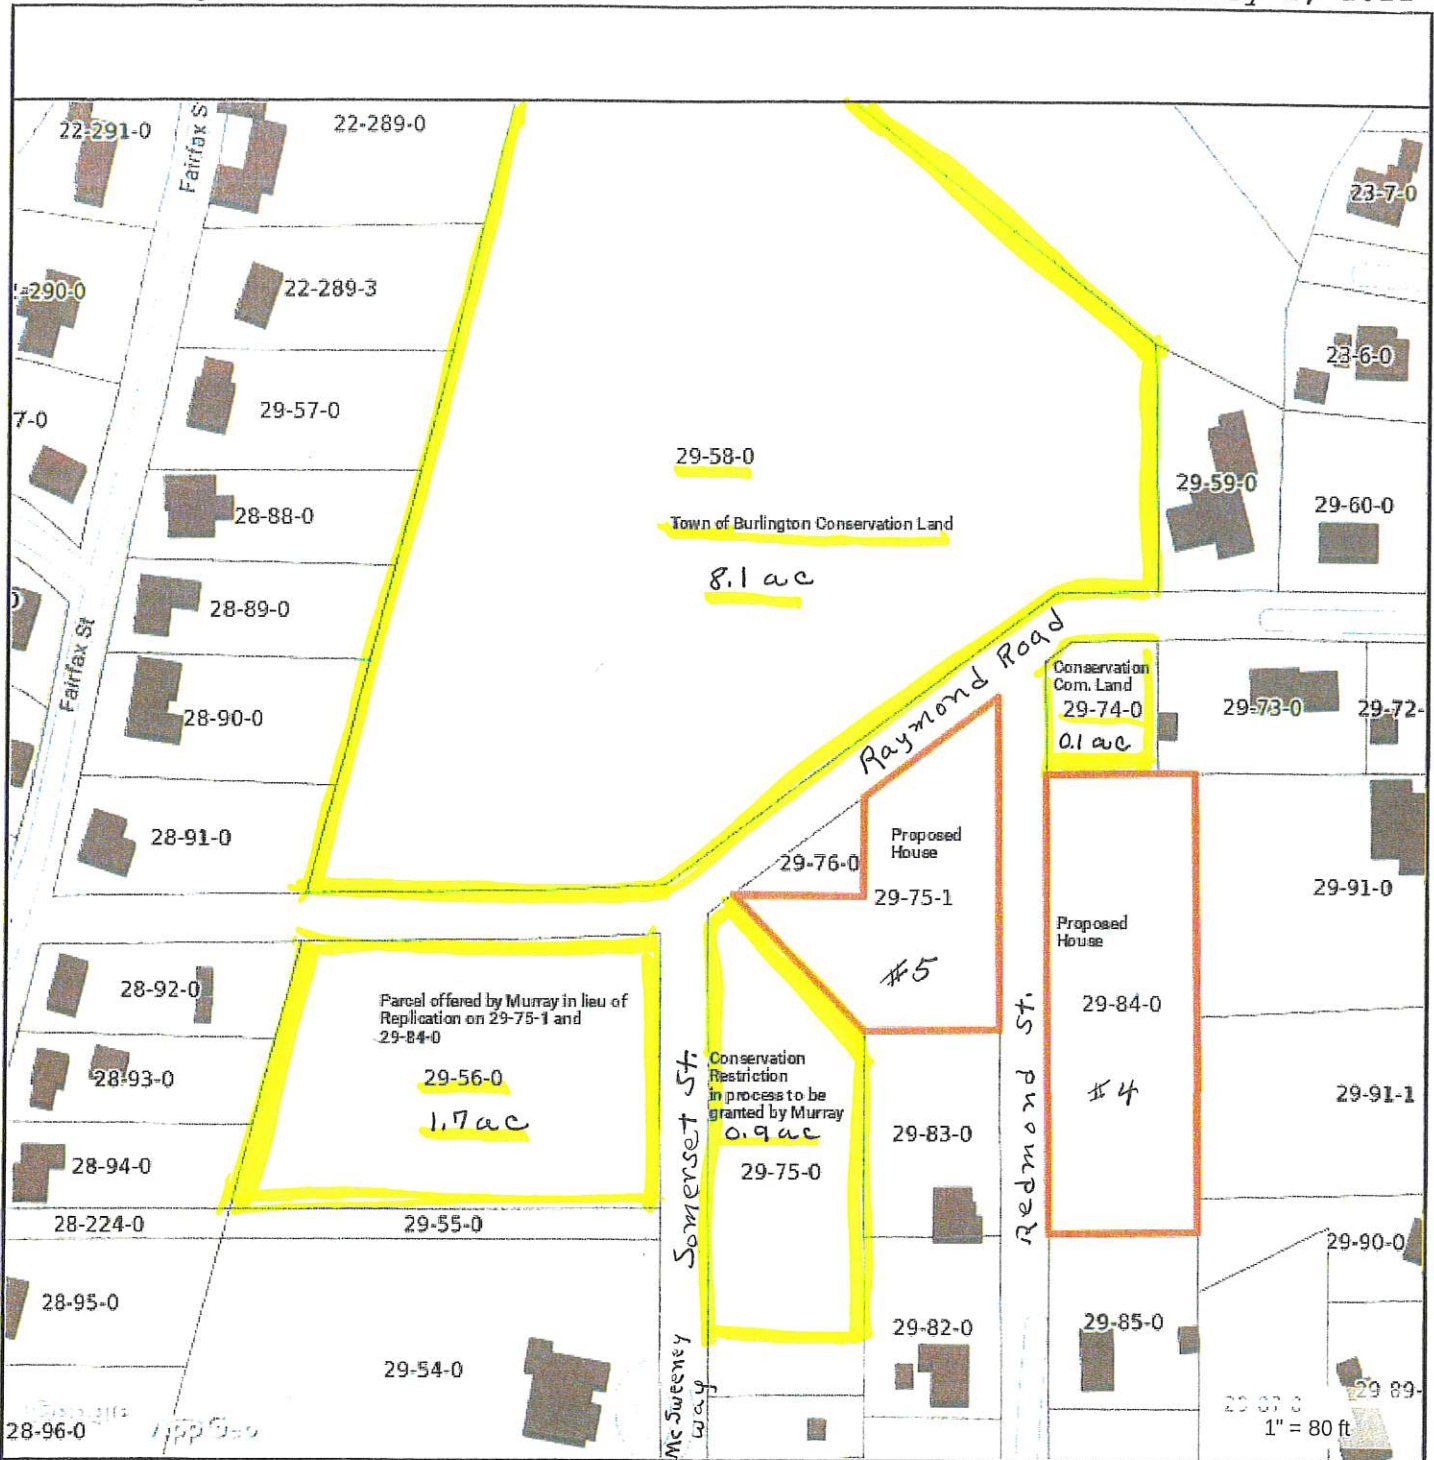 22-291-0
Fairfax S
22-289-0
23-7-0
-290-0
22-289-3
23-6-0
7-0
29-57-0
29-58-0
29-59-0
29-60-0
28-88-0
Town of Burlington Conservation Land
8.1 ac
28-89-0
Fairfax St
Raymond Road
Conservation
Com. Land
29-74-0
0.1 ac
29-73-0
29-72-
28-90-0
28-91-0
29-76-0
Proposed
House
29-75-1
#5
29-91-0
Proposed
House
29-84-0
#4
28-92-0
Parcel offered by Murray in lieu of
Replication on 29-75-1 and
29-84-0
29-56-0
1.7 ac
Somerset St.
Conservation
Restriction
in process to be
granted by Murray
0.9 ac
29-75-0
Redmond St.
28-93-0
29-91-1
29-83-0
28-94-0
28-224-0
29-55-0
29-90-0
28-95-0
29-82-0
29-85-0
29-54-0
McSweeney
way
29-89-
28-96-0
1" = 80 ft